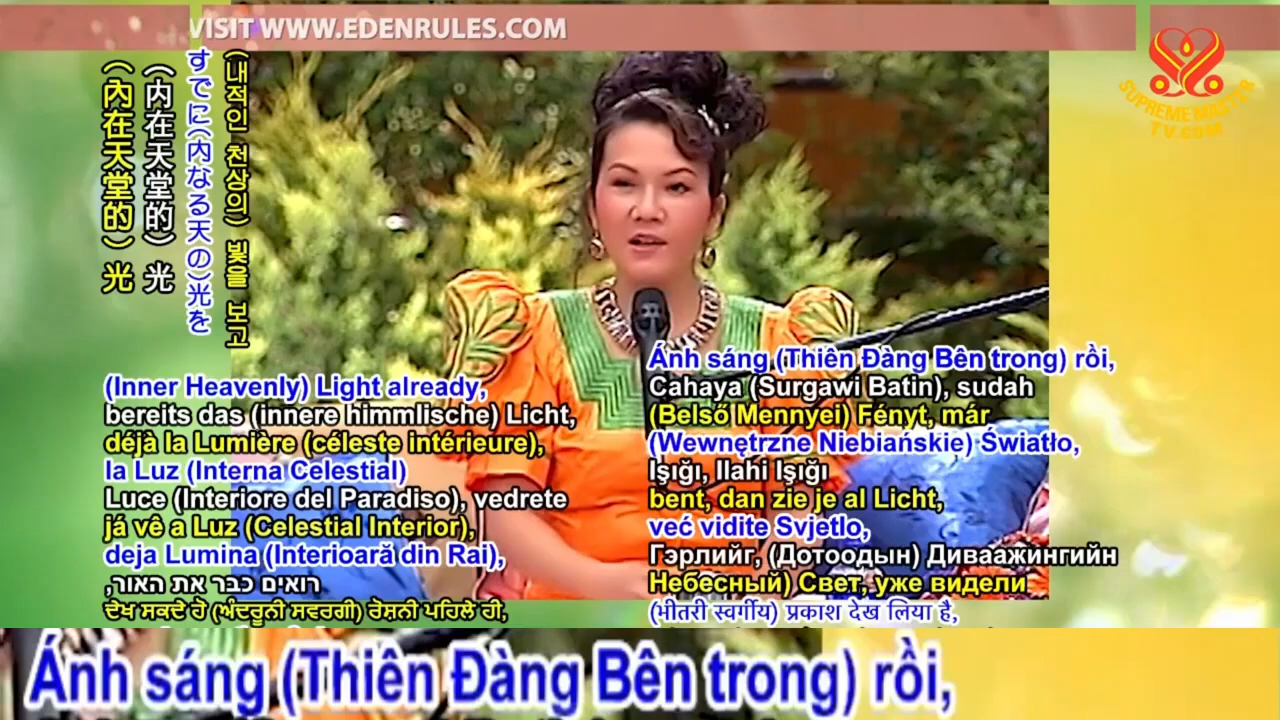 VISIT WWW.EDENRULES.COM
SUPREME MASTER
TV.COM
(내적인 천상의) 빛을 보고
すでに(内なる天の)光を
(内在天堂的) 光
(內在天堂的) 光
(Inner Heavenly) Light already,
bereits das (innere himmlische) Licht,
déjà la Lumière (céleste intérieure),
la Luz (Interna Celestial)
Luce (Interiore del Paradiso), vedrete
já vê a Luz (Celestial Interior),
deja Lumina (Interioară din Rai),
רואים כבר את האור,
ਦੇਖ ਸਕਦੇ ਹੋ (ਅੰਦਰੂਨੀ ਸਵਰਗੀ) ਰੋਸ਼ਨੀ ਪਹਿਲੇ ਹੀ,
Ánh sáng (Thiên Đàng Bên trong) rồi,
Cahaya (Surgawi Batin), sudah
(Belső Mennyei) Fényt, már
(Wewnętrzne Niebiańskie) Światło,
Işığı, Ilahi Işığı
bent, dan zie je al Licht,
već vidite Svjetlo,
Гэрлийг, (Дотоодын) Диваажингийн
Небесный) Свет, уже видели
(भीतरी स्वर्गीय) प्रकाश देख लिया है,
Ánh sáng (Thiên Đàng Bên trong) rồi,